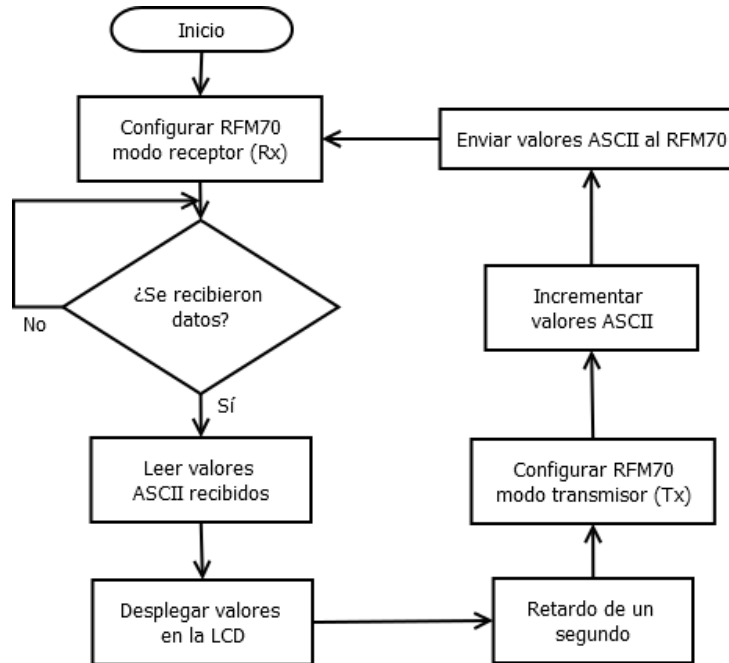 Inicio
Configurar RFM70
modo receptor (Rx)
Enviar valores ASCII al RFM70
¿Se recibieron
datos?
No
Sí
Incrementar
valores ASCII
Leer valores
ASCII recibidos
Configurar RFM70
modo transmisor (Tx)
Desplegar valores
en la LCD
Retardo de un
segundo